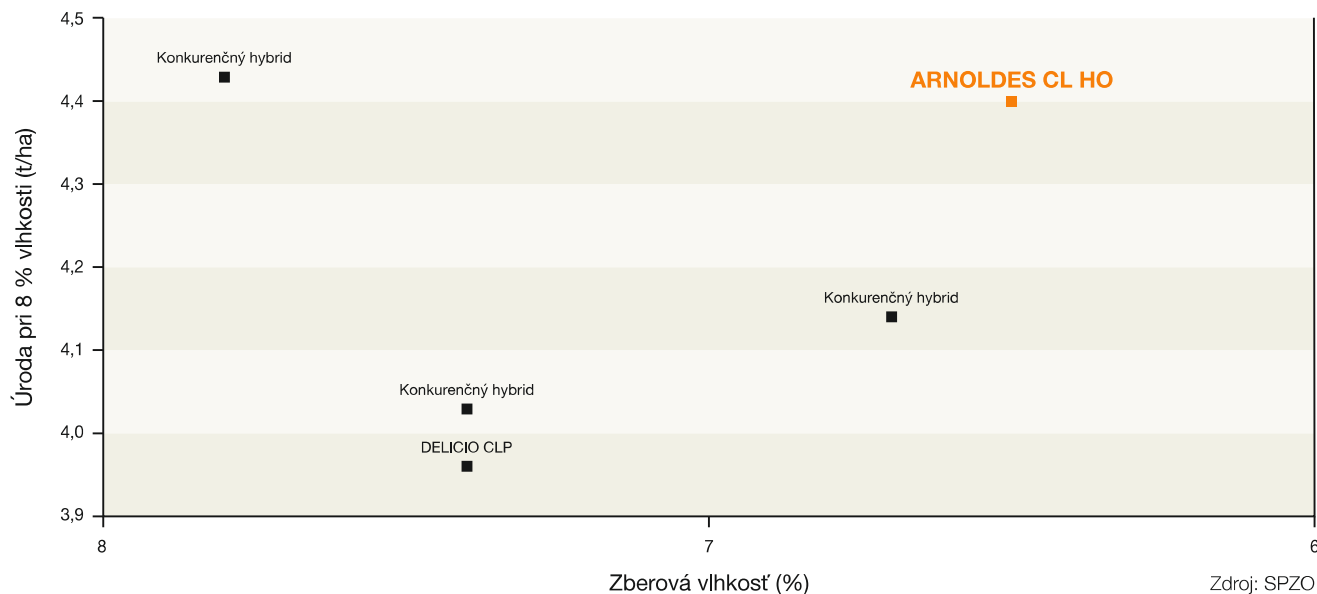 Úroda pri 8 % vlhkosti (t/ha)
4,5
4,4
4,3
4,2
4,1
4,0
3,9
Konkurenčný hybrid
ARNOLDES CL HO
Konkurenčný hybrid
Konkurenčný hybrid
DELICIO CLP
8
7
6
Zberová vlhkosť (%)
Zdroj: SPZO